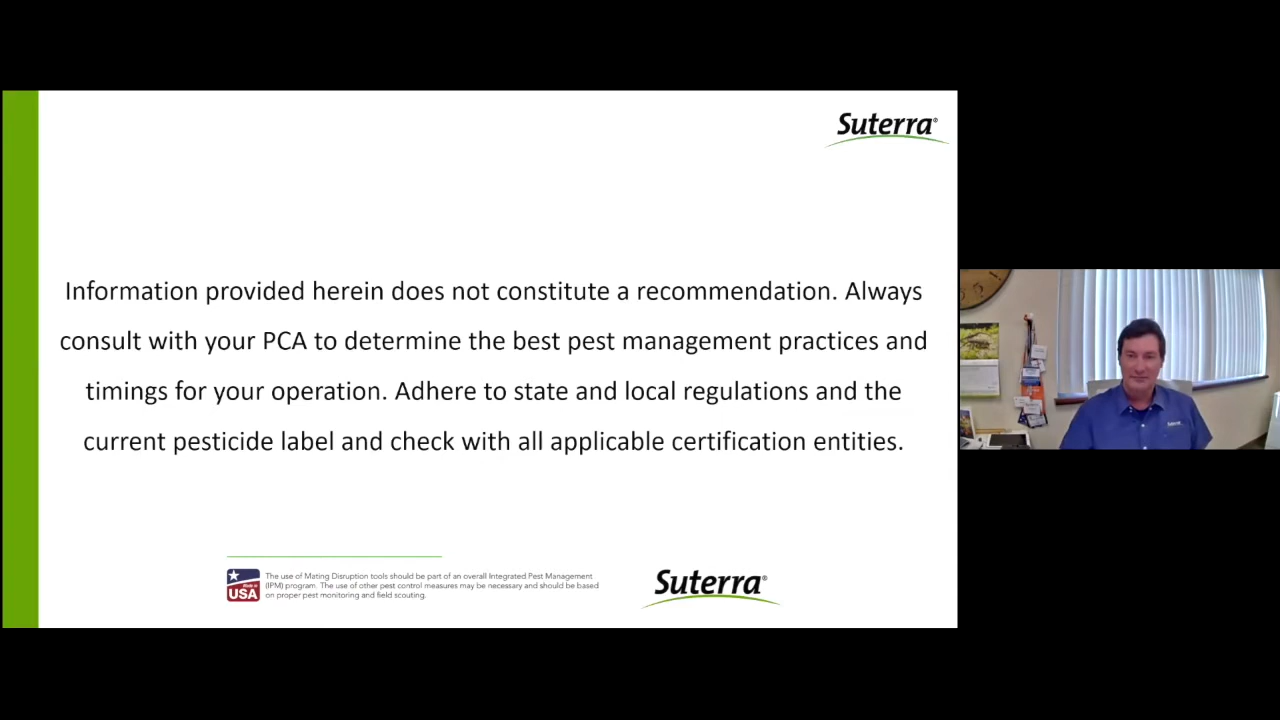 Suterra®
Information provided herein does not constitute a recommendation. Always
consult with your PCA to determine the best pest management practices and
timings for your operation. Adhere to state and local regulations and the
current pesticide label and check with all applicable certification entities.
Made in
USA
The use of Mating Disruption tools should be part of an overall Integrated Pest Management
(IPM) program. The use of other pest control measures may be necessary and should be based
on proper pest monitoring and field scouting.
Suterra®
Suterra